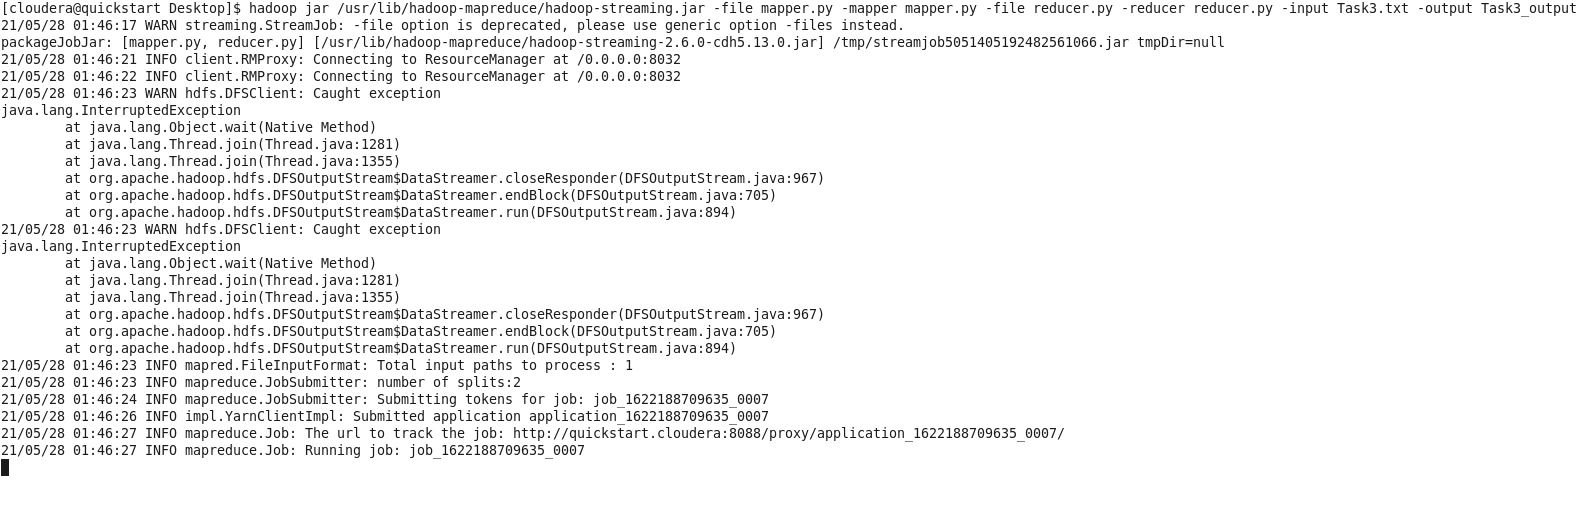 [cloudera@quickstart Desktop]$ hadoop jar /usr/lib/hadoop-mapreduce/hadoop-streaming.jar -file mapper.py -mapper mapper.py -file reducer.py -reducer reducer.py -input Task3.txt -output Task3_output
21/05/28 01:46:17 WARN streaming.StreamJob: -file option is deprecated, please use generic option -files instead.
packageJobJar: [mapper.py, reducer.py] [/usr/lib/hadoop-mapreduce/hadoop-streaming-2.6.0-cdh5.13.0.jar] /tmp/streamjob5051405192482561066.jar tmpDir=null
21/05/28 01:46:21 INFO client.RMProxy: Connecting to ResourceManager at /0.0.0.0:8032
21/05/28 01:46:22 INFO client.RMProxy: Connecting to ResourceManager at /0.0.0.0:8032
21/05/28 01:46:23 WARN hdfs.DFSClient: Caught exception
java.lang.InterruptedException
        at java.lang.Object.wait(Native Method)
        at java.lang.Thread.join(Thread.java:1281)
        at java.lang.Thread.join(Thread.java:1355)
        at org.apache.hadoop.hdfs.DFSOutputStream$DataStreamer.closeResponder(DFSOutputStream.java:967)
        at org.apache.hadoop.hdfs.DFSOutputStream$DataStreamer.endBlock(DFSOutputStream.java:705)
        at org.apache.hadoop.hdfs.DFSOutputStream$DataStreamer.run(DFSOutputStream.java:894)
21/05/28 01:46:23 WARN hdfs.DFSClient: Caught exception
java.lang.InterruptedException
        at java.lang.Object.wait(Native Method)
        at java.lang.Thread.join(Thread.java:1281)
        at java.lang.Thread.join(Thread.java:1355)
        at org.apache.hadoop.hdfs.DFSOutputStream$DataStreamer.closeResponder(DFSOutputStream.java:967)
        at org.apache.hadoop.hdfs.DFSOutputStream$DataStreamer.endBlock(DFSOutputStream.java:705)
        at org.apache.hadoop.hdfs.DFSOutputStream$DataStreamer.run(DFSOutputStream.java:894)
21/05/28 01:46:23 INFO mapred.FileInputFormat: Total input paths to process : 1
21/05/28 01:46:23 INFO mapreduce.JobSubmitter: number of splits:2
21/05/28 01:46:24 INFO mapreduce.JobSubmitter: Submitting tokens for job: job_1622188709635_0007
21/05/28 01:46:26 INFO impl.YarnClientImpl: Submitted application application_1622188709635_0007
21/05/28 01:46:27 INFO mapreduce.Job: The url to track the job: http://quickstart.cloudera:8088/proxy/application_1622188709635_0007/
21/05/28 01:46:27 INFO mapreduce.Job: Running job: job_1622188709635_0007